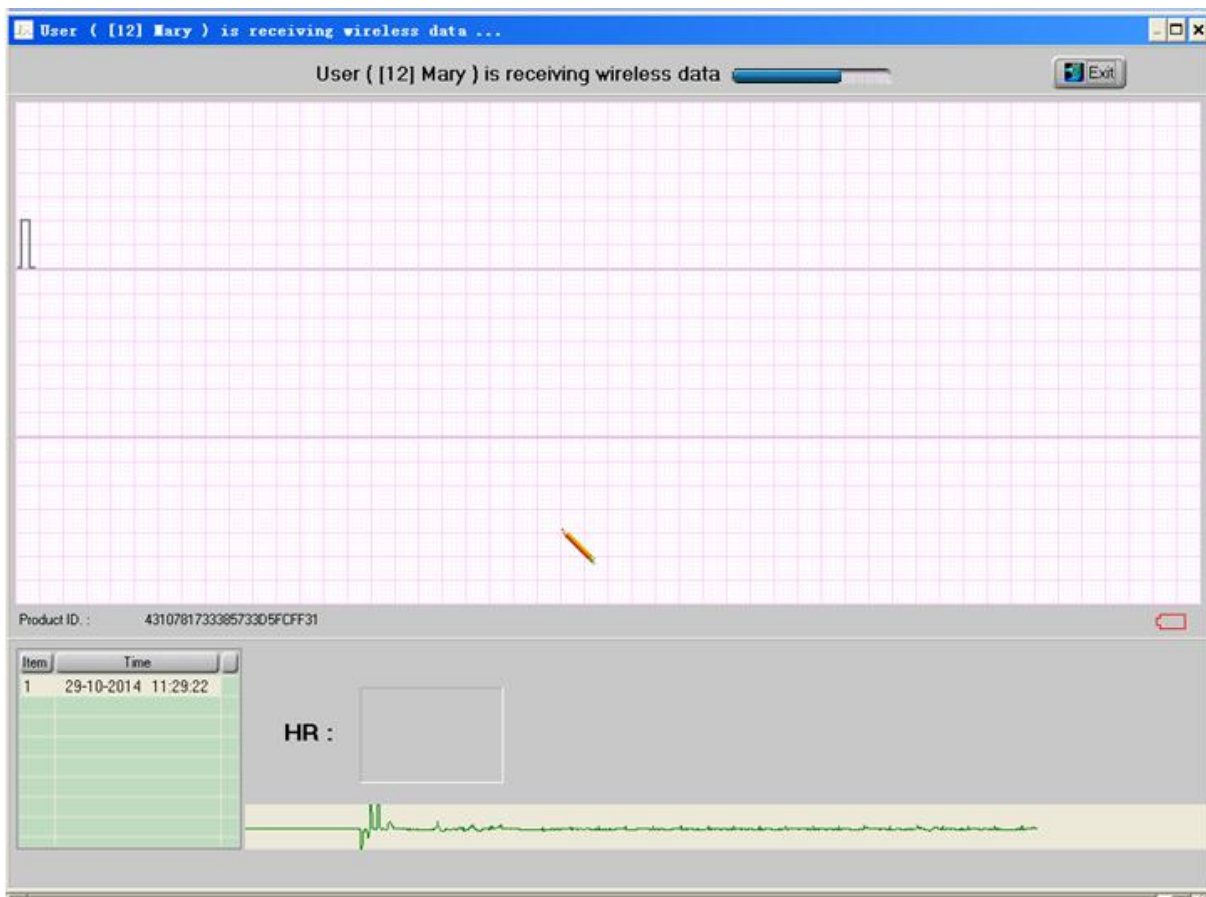 User ( [12] Mary ) is receiving wireless data ...
User ( [12] Mary ) is receiving wireless data
Exit
Product ID. : 4310781733385733D5FCFF31
Item Time
1 29-10-2014 11:29:22
HR :